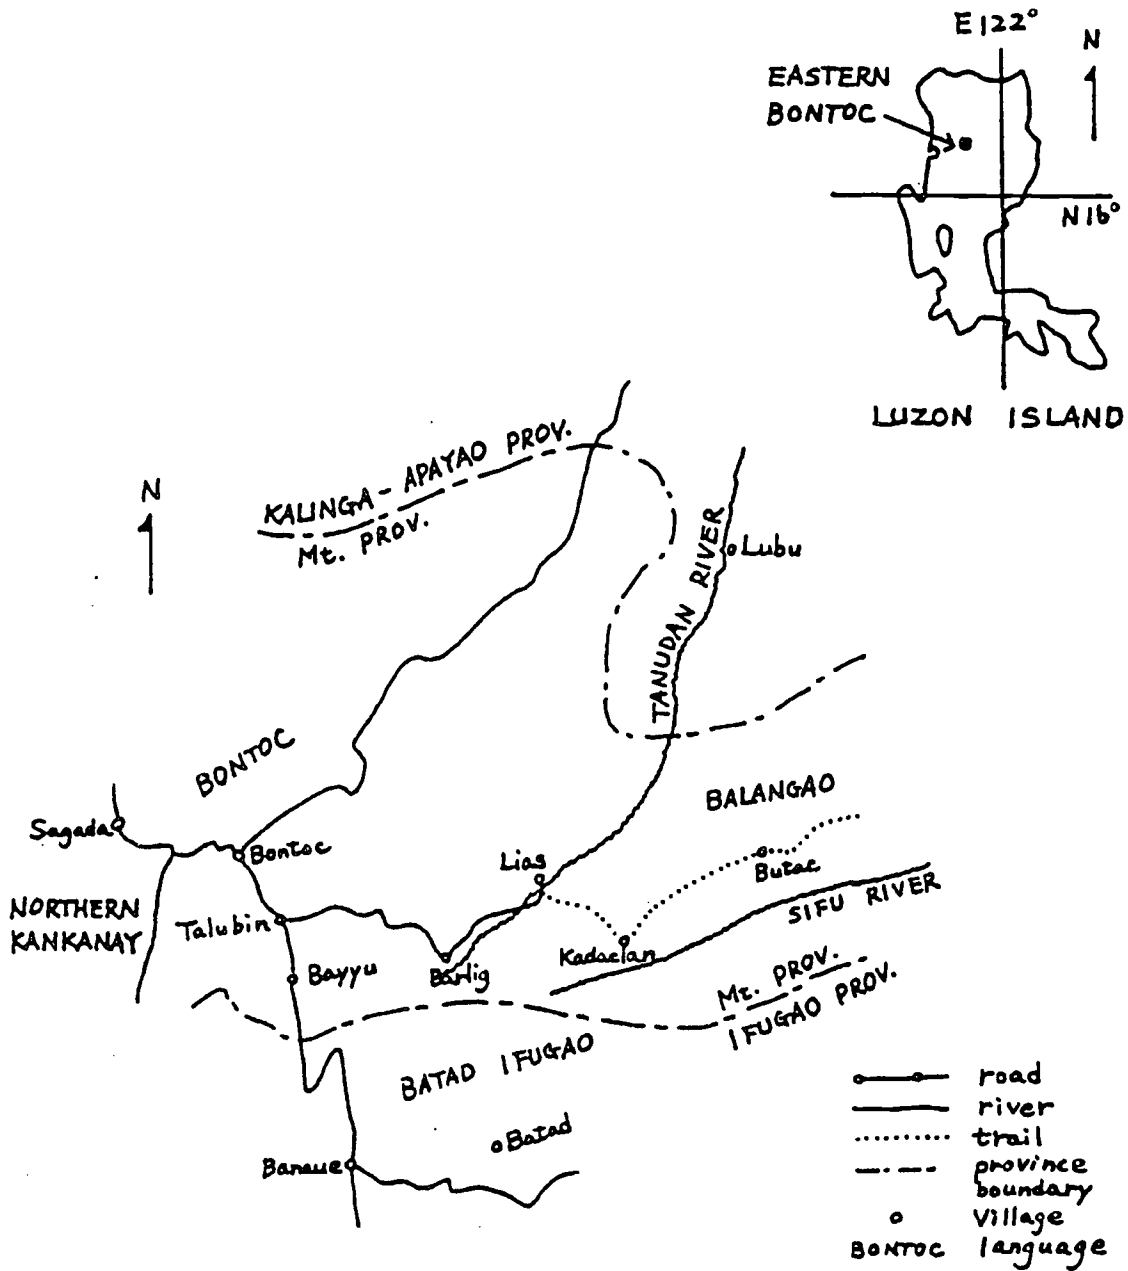 E 122°
N
EASTERN
BONTOC
N 16°
LUZON ISLAND
KALINGA - APAYAO PROV.
Mt. PROV.
N
TANUDAN RIVER
Lubu
BONTOC
BALANGAO
Sagada
Bontoc
Lias
Butac
NORTHERN
KANKANAY
Talubin
SIFU RIVER
Kadaclan
Bayyu
Barlig
Mt. PROV.
IFUGAO PROV.
BATAD IFUGAO
Batad
Banaue
road
river
trail
province
boundary
Village
BONTOC language